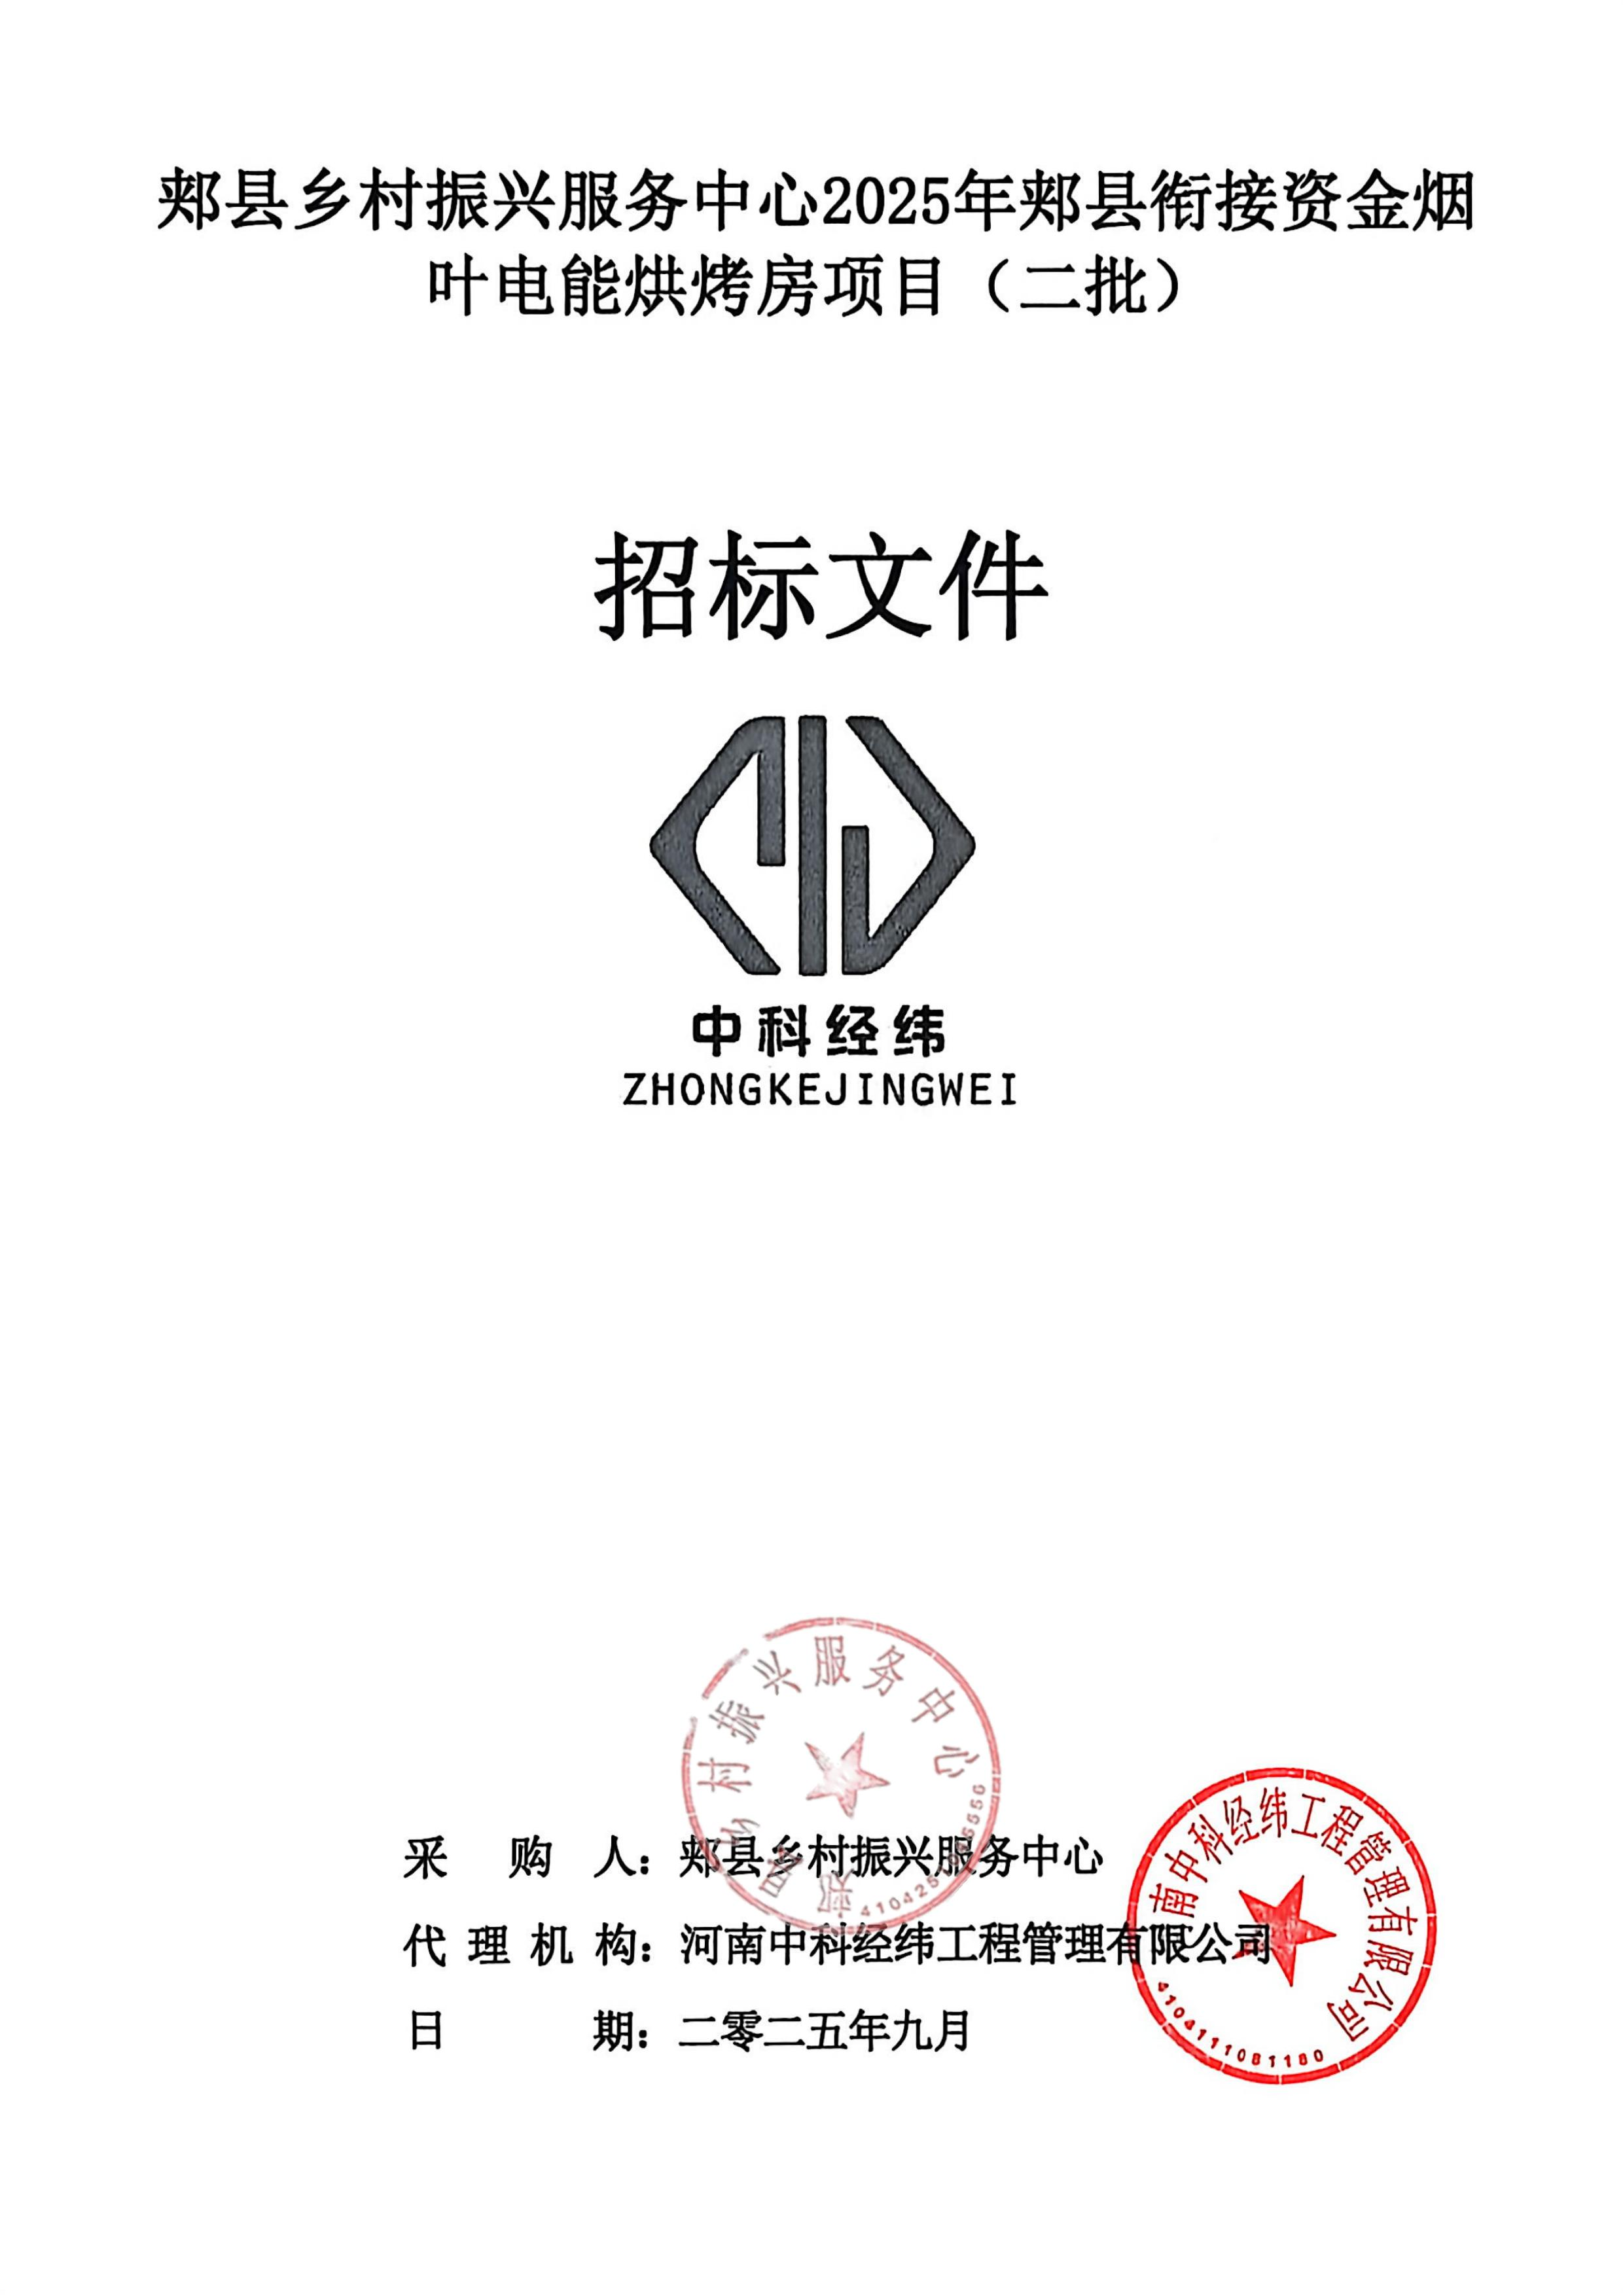 郏县乡村振兴服务中心2025年郏县衔接资金烟
叶电能烘烤房项目（二批）
招标文件
中科经纬
ZHONGKEJINGWEI
采购人：郏县乡村振兴服务中心
代理机构：河南中科经纬工程管理有限公司
日期：二零二五年九月
郏县乡村振兴服务中心
南中科经纬工程管理有限公司
4104111081180